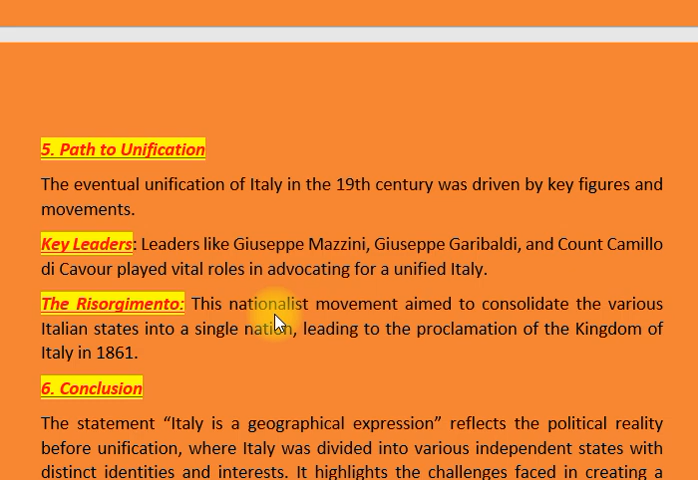 5. Path to Unification
The eventual unification of Italy in the 19th century was driven by key figures and
movements.
Key Leaders: Leaders like Giuseppe Mazzini, Giuseppe Garibaldi, and Count Camillo
di Cavour played vital roles in advocating for a unified Italy.
The Risorgimento: This nationalist movement aimed to consolidate the various
Italian states into a single nation, leading to the proclamation of the Kingdom of
Italy in 1861.
6. Conclusion
The statement “Italy is a geographical expression” reflects the political reality
before unification, where Italy was divided into various independent states with
distinct identities and interests. It highlights the challenges faced in creating a